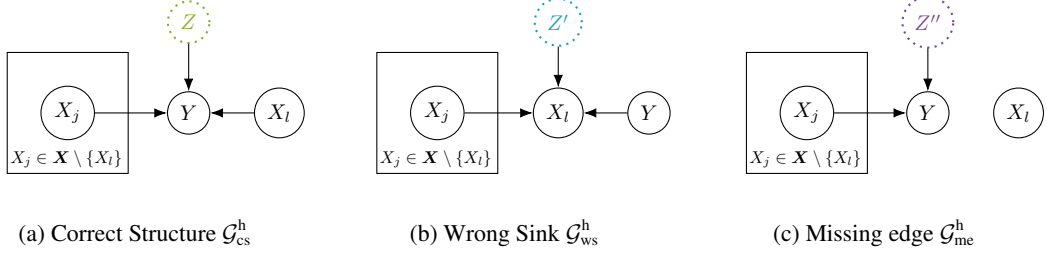 Z
X_j
Y
X_l
X_j ∈ X \ {X_l}
(a) Correct Structure G^h_cs
Z′
X_j
X_l
Y
X_j ∈ X \ {X_l}
(b) Wrong Sink G^h_ws
Z′′
X_j
Y
X_l
X_j ∈ X \ {X_l}
(c) Missing edge G^h_me